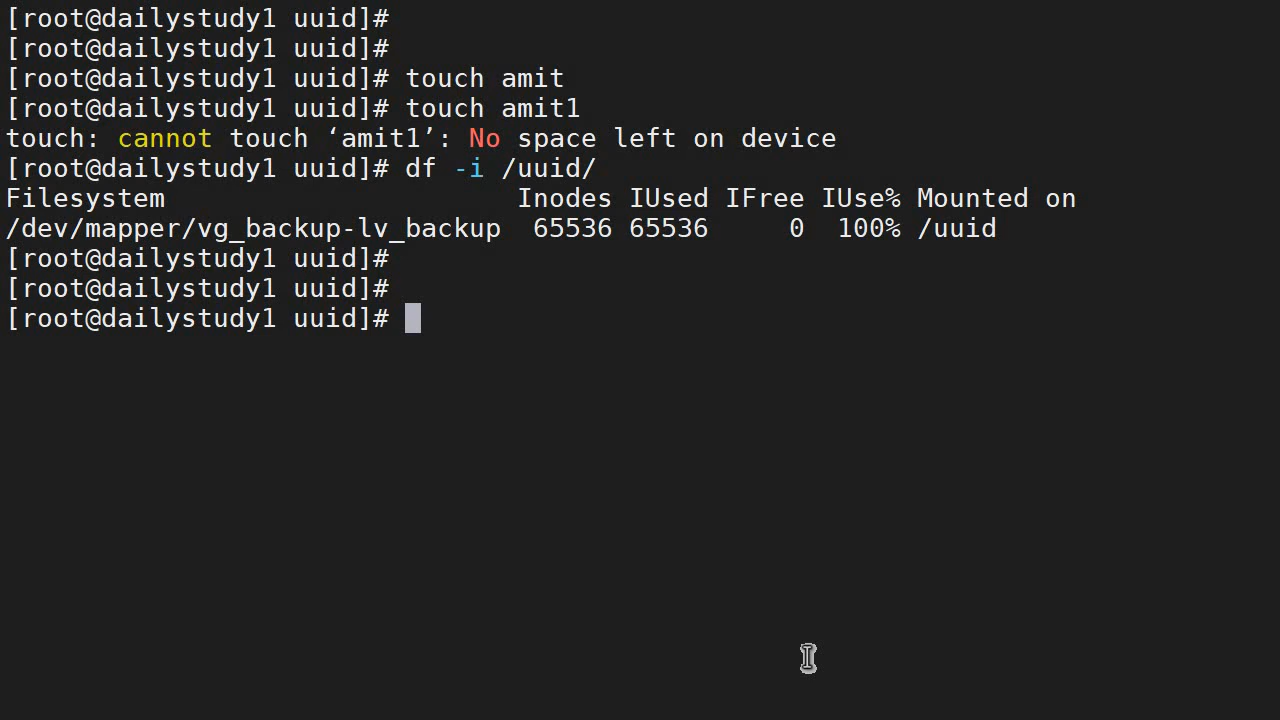 [root@dailystudy1 uuid]#
[root@dailystudy1 uuid]#
[root@dailystudy1 uuid]# touch amit
[root@dailystudy1 uuid]# touch amit1
touch: cannot touch ‘amit1’: No space left on device
[root@dailystudy1 uuid]# df -i /uuid/
Filesystem                      Inodes IUsed IFree IUse% Mounted on
/dev/mapper/vg_backup-lv_backup  65536 65536     0  100% /uuid
[root@dailystudy1 uuid]#
[root@dailystudy1 uuid]#
[root@dailystudy1 uuid]#